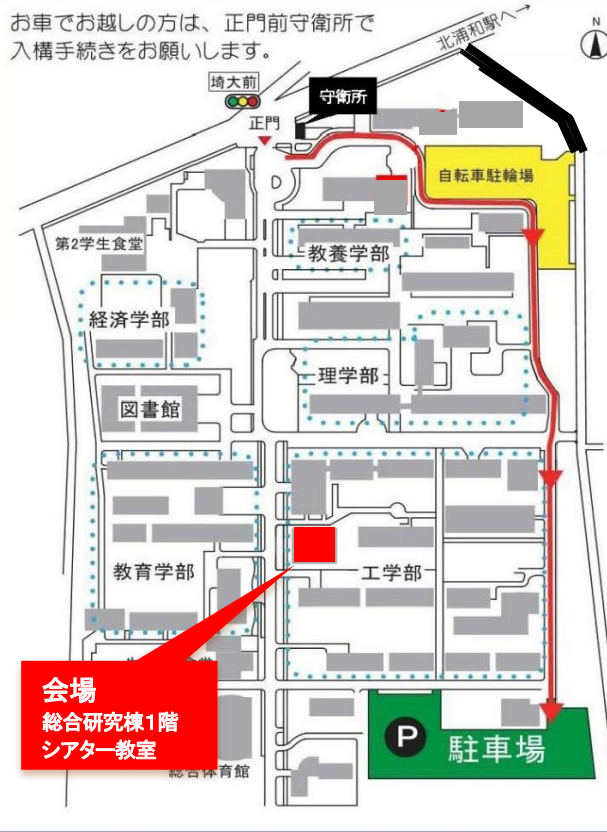 お車でお越しの方は、正門前守衛所で
入構手続きをお願いします。
北浦和駅へ
N
埼大前
守衛所
正門
自転車駐輪場
第2学生食堂
教養学部
経済学部
理学部
図書館
教育学部
工学部
会場
総合研究棟1階
シアター教室
P
駐車場
総合体育館